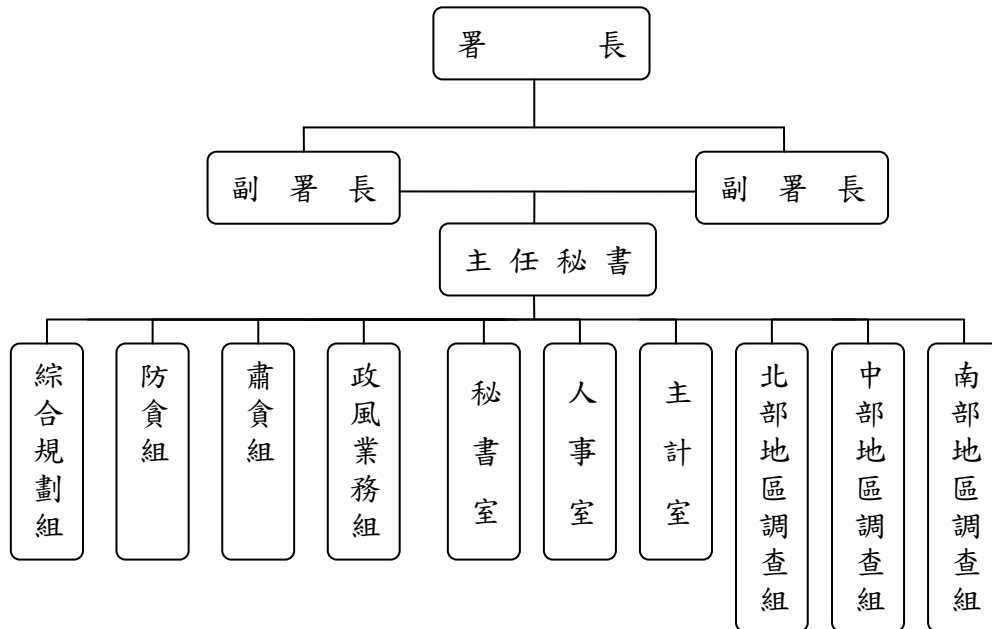 署長
副署長
副署長
主任秘書
綜合規劃組
防貪組
肅貪組
政風業務組
秘書室
人事室
主計室
北部地區調查組
中部地區調查組
南部地區調查組